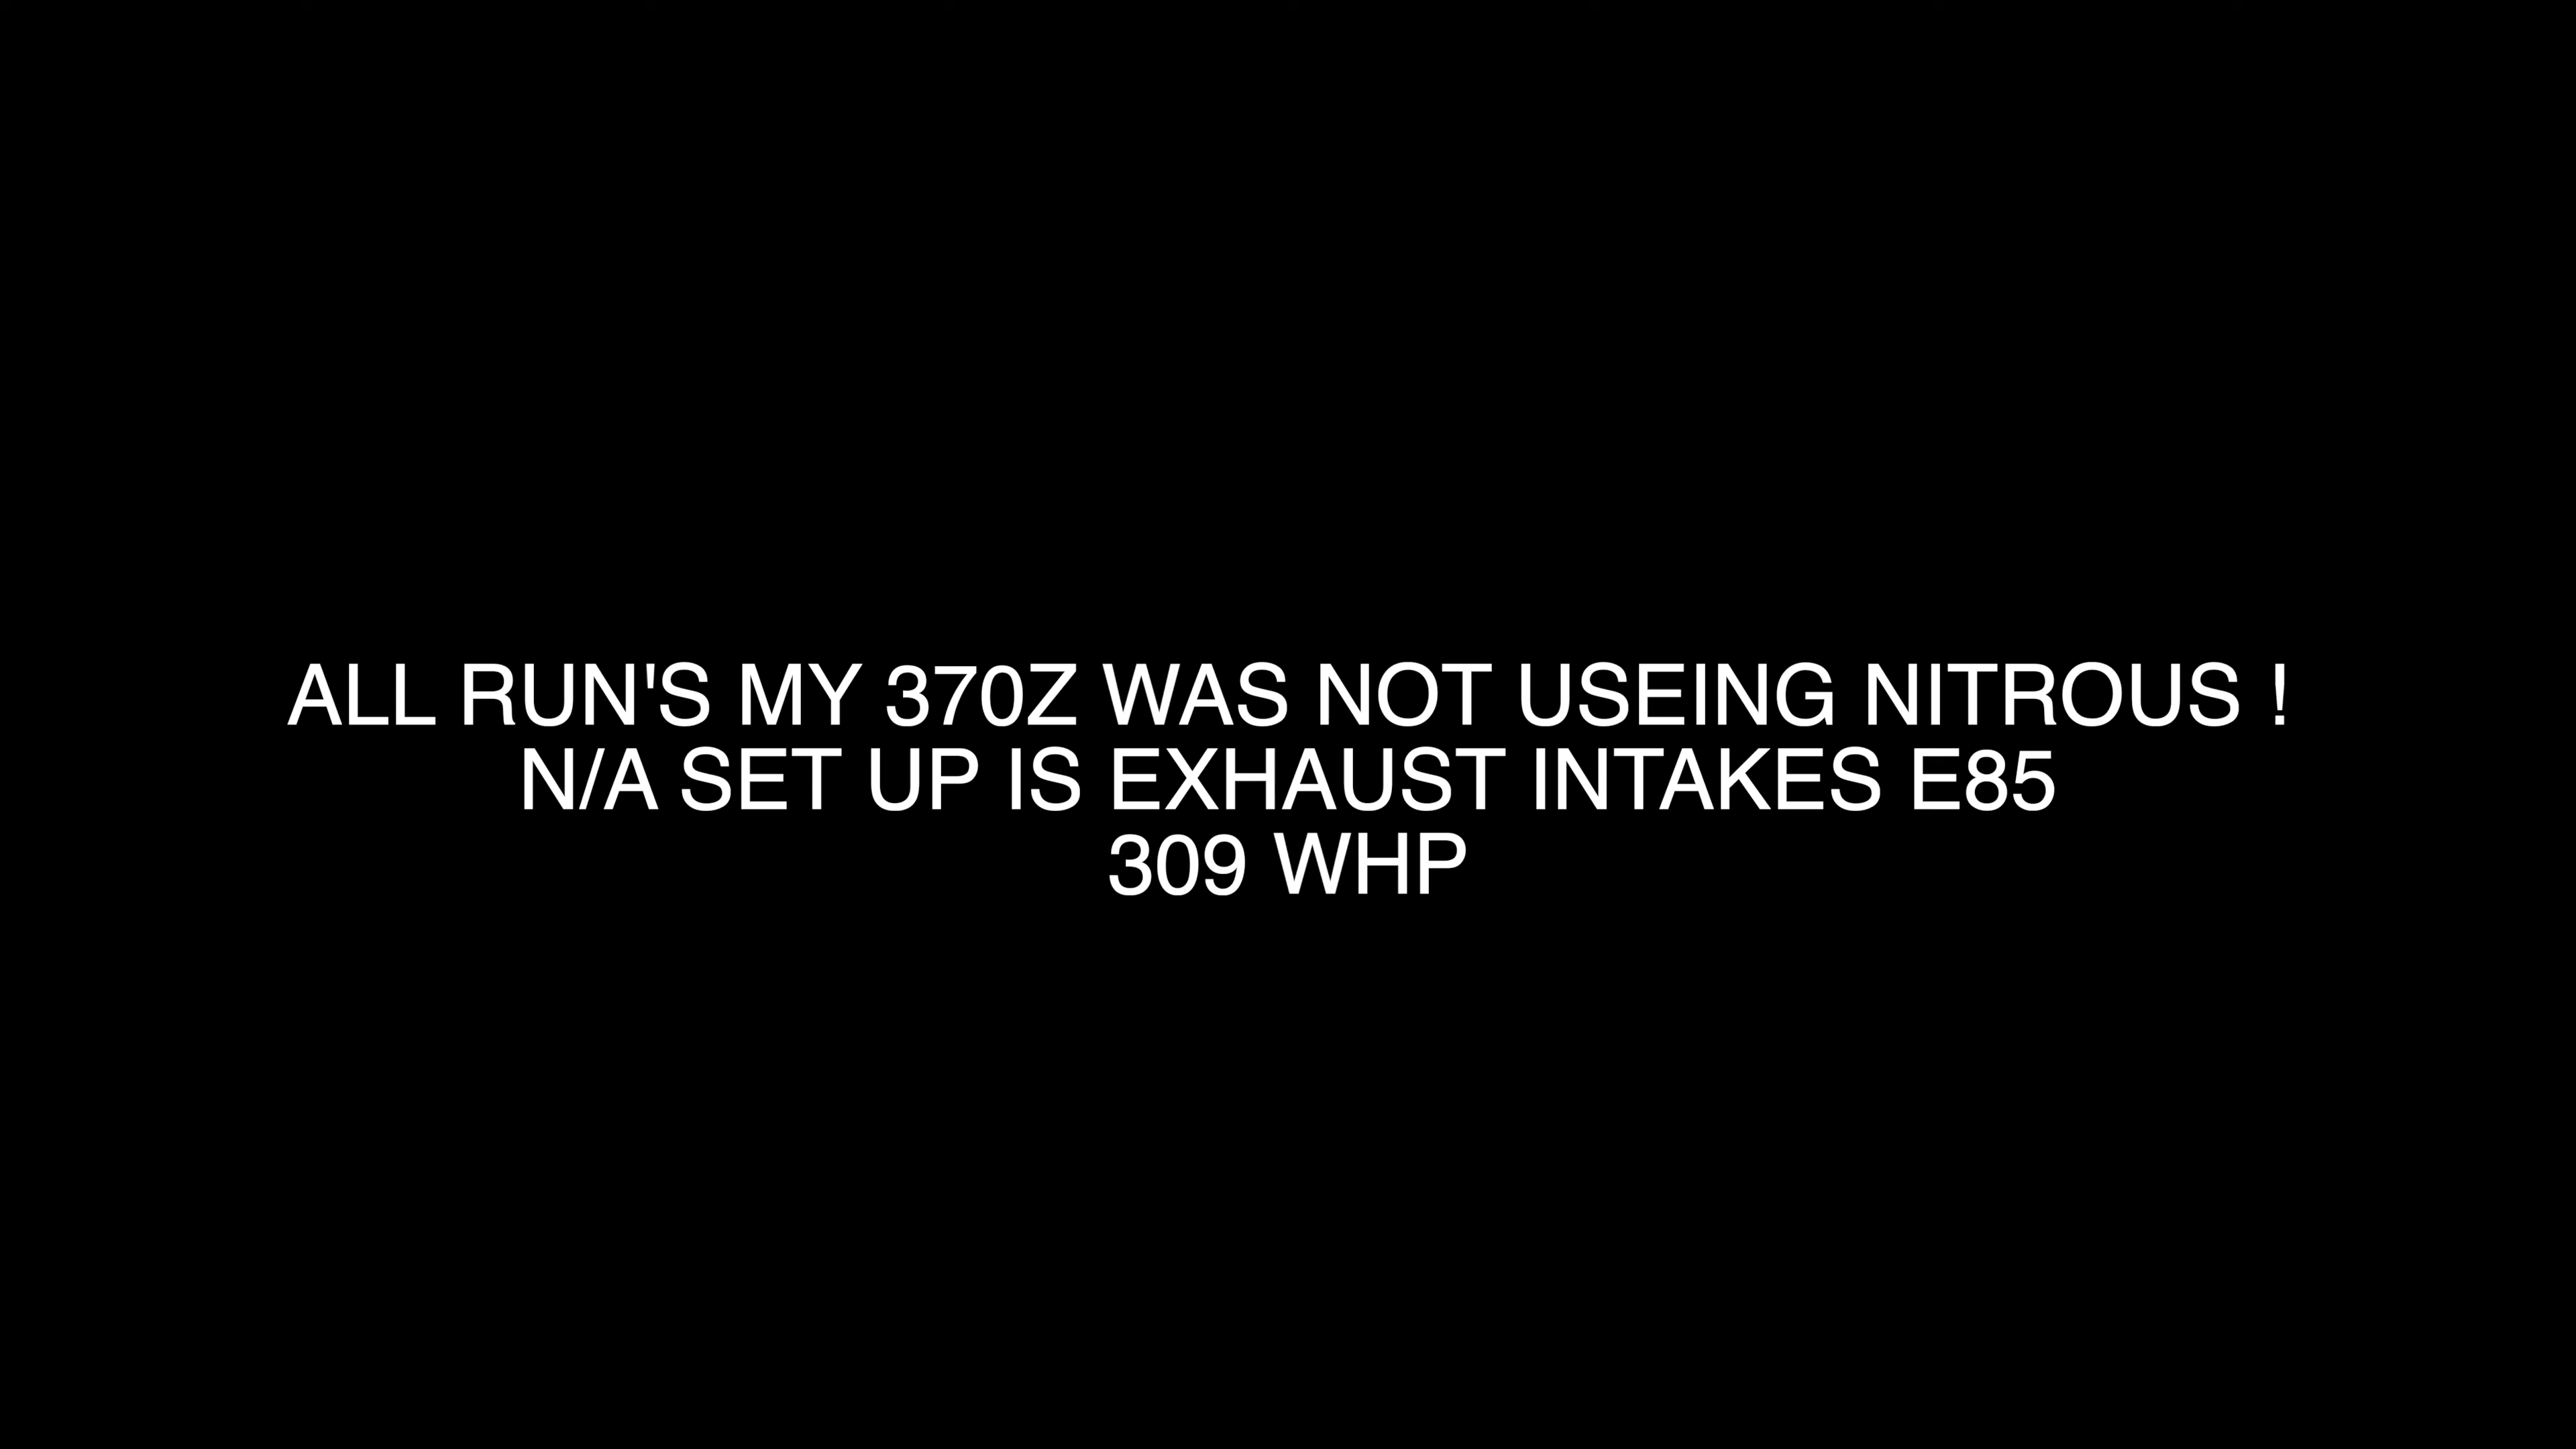 ALL RUN'S MY 370Z WAS NOT USEING NITROUS !
N/A SET UP IS EXHAUST INTAKES E85
309 WHP